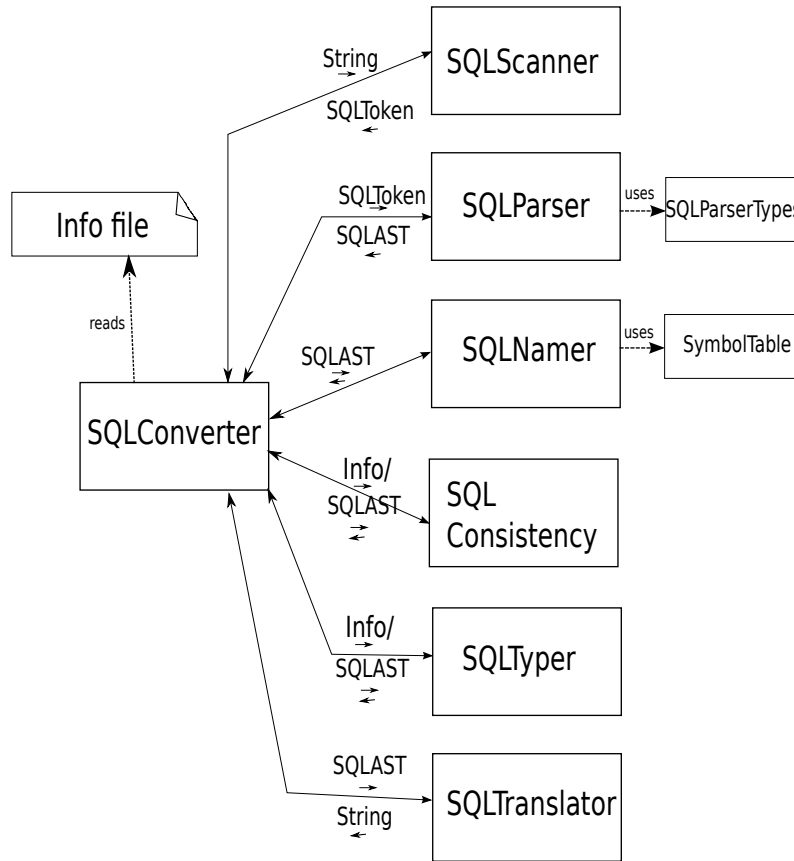 String
SQLScanner
SQLToken
SQLToken
SQLParser
uses
SQLParserTypes
SQLAST
Info file
reads
SQLAST
SQLNamer
uses
SymbolTable
SQLConverter
Info/
SQLAST
SQL
Consistency
Info/
SQLAST
SQLTyper
SQLAST
SQLTranslator
String